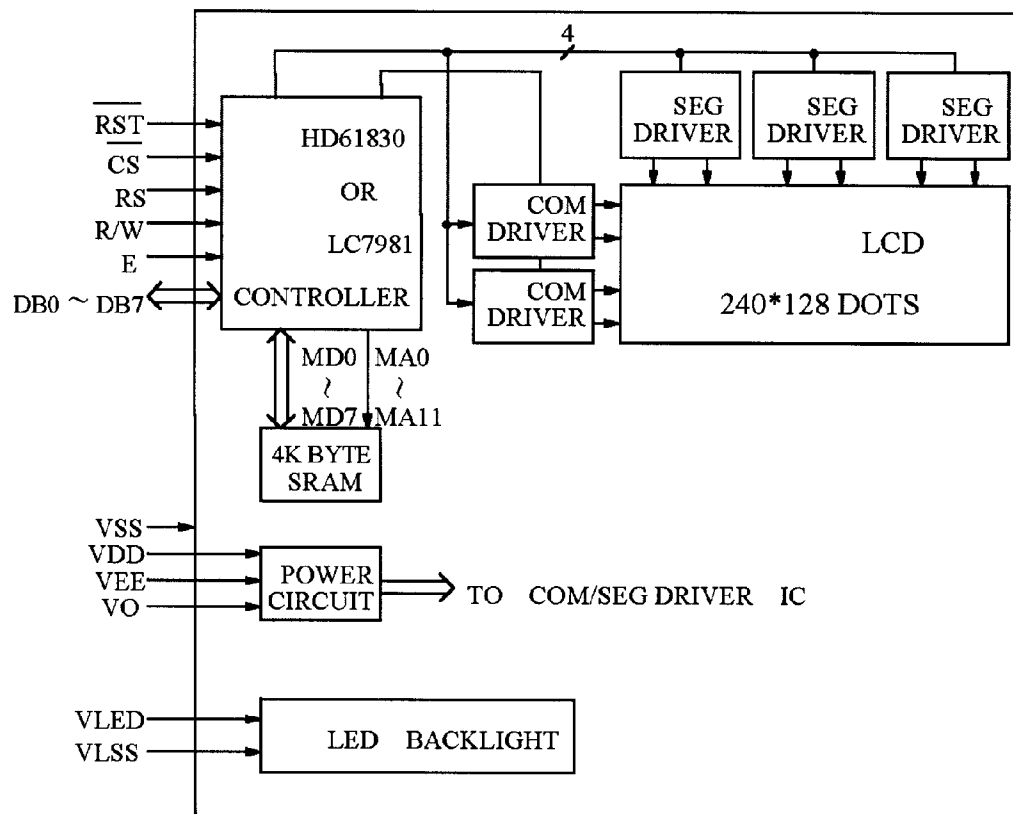 4
SEG
DRIVER
SEG
DRIVER
SEG
DRIVER
RST
CS
RS
R/W
E
DB0 ~ DB7
HD61830
OR
LC7981
CONTROLLER
COM
DRIVER
COM
DRIVER
LCD
240*128 DOTS
MD0
~
MD7
MA0
~
MA11
4K BYTE
SRAM
VSS
VDD
VEE
VO
POWER
CIRCUIT
TO COM/SEG DRIVER IC
VLED
VLSS
LED BACKLIGHT